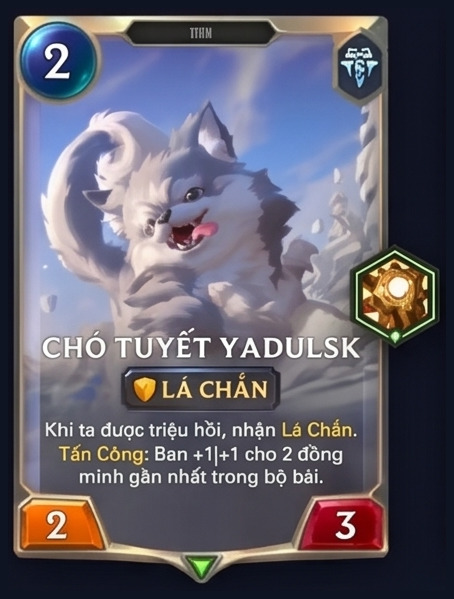 2
TTHM
CHÓ TUYẾT YADULSK
LÁ CHẮN
Khi ta được triệu hồi, nhận Lá Chắn.
Tấn Công: Ban +1|+1 cho 2 đồng
minh gần nhất trong bộ bài.
2
3